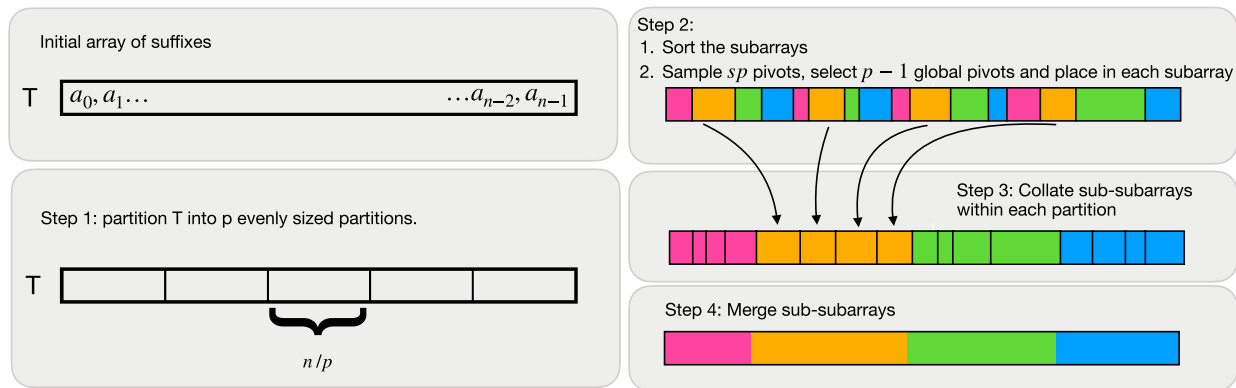 Initial array of suffixes
T a₀, a₁... ...aₙ₋₂, aₙ₋₁
Step 1: partition T into p evenly sized partitions.
T
n/p
Step 2:
1. Sort the subarrays
2. Sample sp pivots, select p − 1 global pivots and place in each subarray
Step 3: Collate sub-subarrays
within each partition
Step 4: Merge sub-subarrays